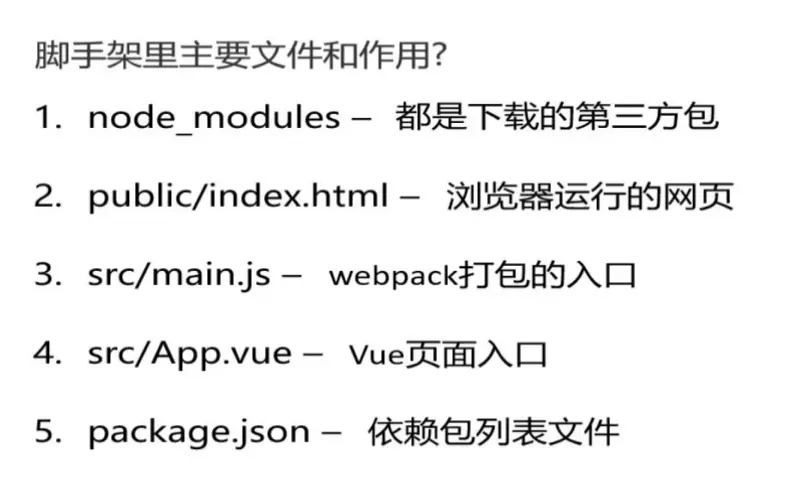 脚手架里主要文件和作用?
1. node_modules – 都是下载的第三方包
2. public/index.html – 浏览器运行的网页
3. src/main.js – webpack打包的入口
4. src/App.vue – Vue页面入口
5. package.json – 依赖包列表文件